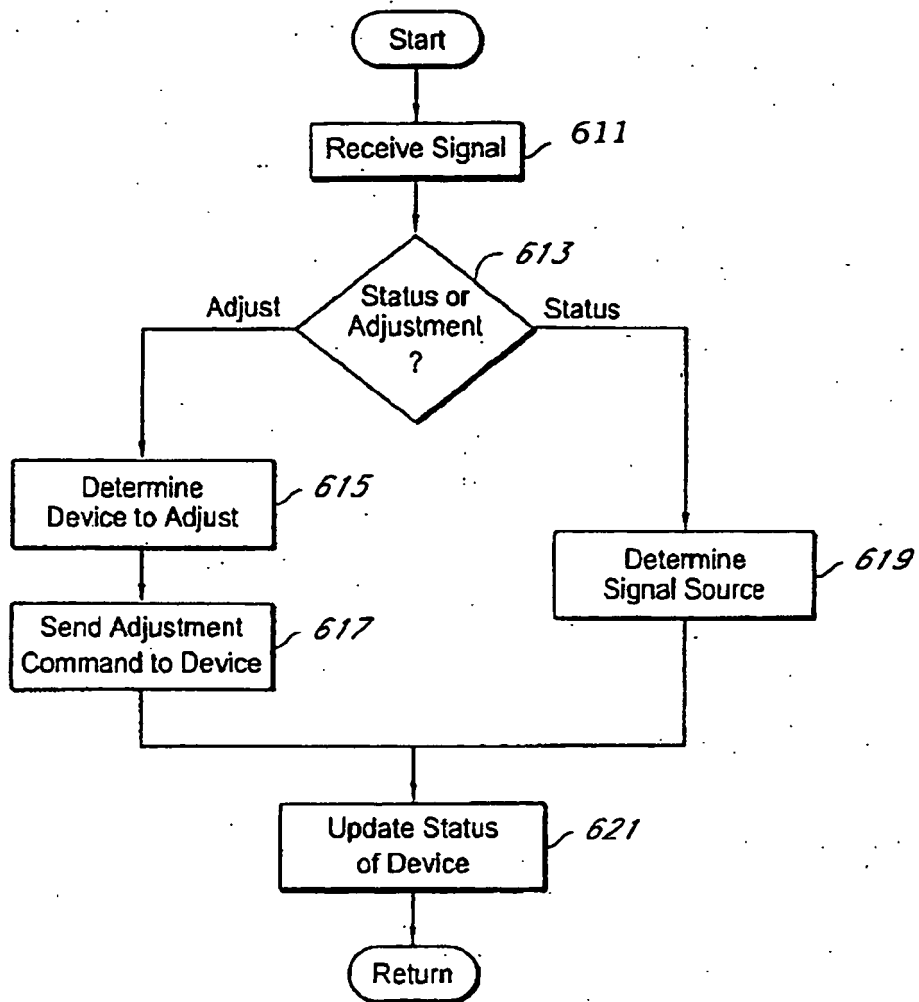 Start
Receive Signal
611
613
Status or
Adjustment
?
Adjust
Status
Determine
Device to Adjust
615
Send Adjustment
Command to Device
617
Determine
Signal Source
619
Update Status
of Device
621
Return